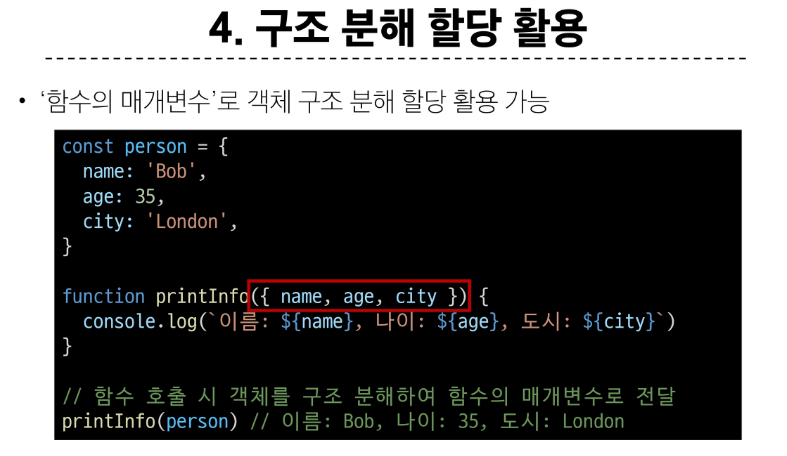 4. 구조 분해 할당 활용
• ‘함수의 매개변수’로 객체 구조 분해 할당 활용 가능
const person = {
  name: 'Bob',
  age: 35,
  city: 'London',
}
function printInfo({ name, age, city }) {
  console.log(`이름: ${name}, 나이: ${age}, 도시: ${city}`)
}
// 함수 호출 시 객체를 구조 분해하여 함수의 매개변수로 전달
printInfo(person) // 이름: Bob, 나이: 35, 도시: London